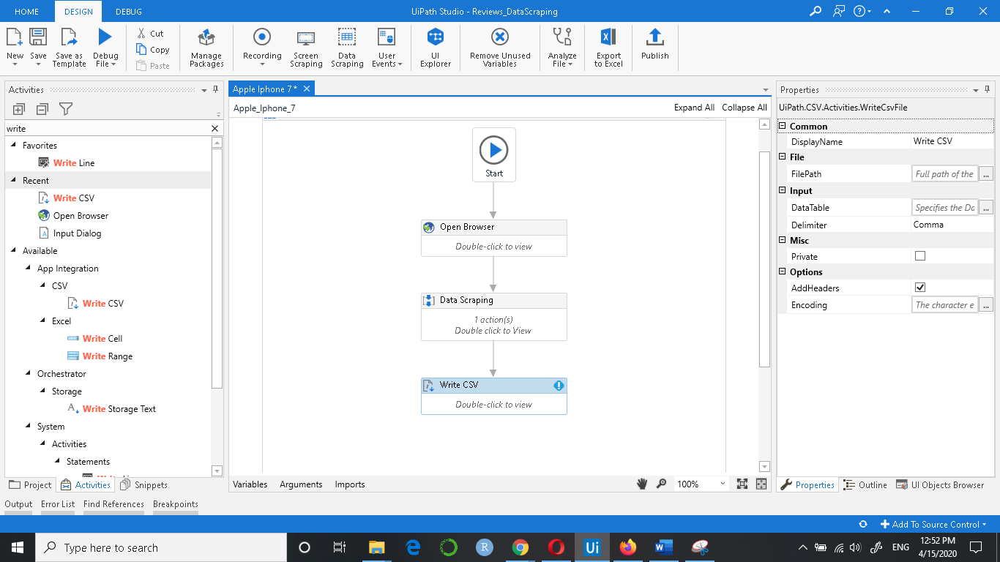 HOME DESIGN DEBUG UiPath Studio - Reviews_DataScraping
New Save Save as Template Debug File
Cut
Copy
Paste
Manage Packages
Recording
Screen Scraping
Data Scraping
User Events
UI Explorer
Remove Unused Variables
Analyze File
Export to Excel
Publish
Activities
write
Favorites
Write Line
Recent
Write CSV
Open Browser
Input Dialog
Available
App Integration
CSV
Write CSV
Excel
Write Cell
Write Range
Orchestrator
Storage
Write Storage Text
System
Activities
Statements
Project Activities Snippets
Apple Iphone 7*
Apple_Iphone_7 Expand All Collapse All
Start
Open Browser
Double-click to view
Data Scraping
1 action(s)
Double click to View
Write CSV
Double-click to view
Variables Arguments Imports 100%
Properties
UiPath.CSV.Activities.WriteCsvFile
Common
DisplayName Write CSV
File
FilePath Full path of the ...
Input
DataTable Specifies the Da ...
Delimiter Comma
Misc
Private
Options
AddHeaders
Encoding The character e ...
Properties Outline UI Objects Browser
Output Error List Find References Breakpoints
Add To Source Control
Type here to search
R
Ui
W
ENG
12:52 PM
4/15/2020